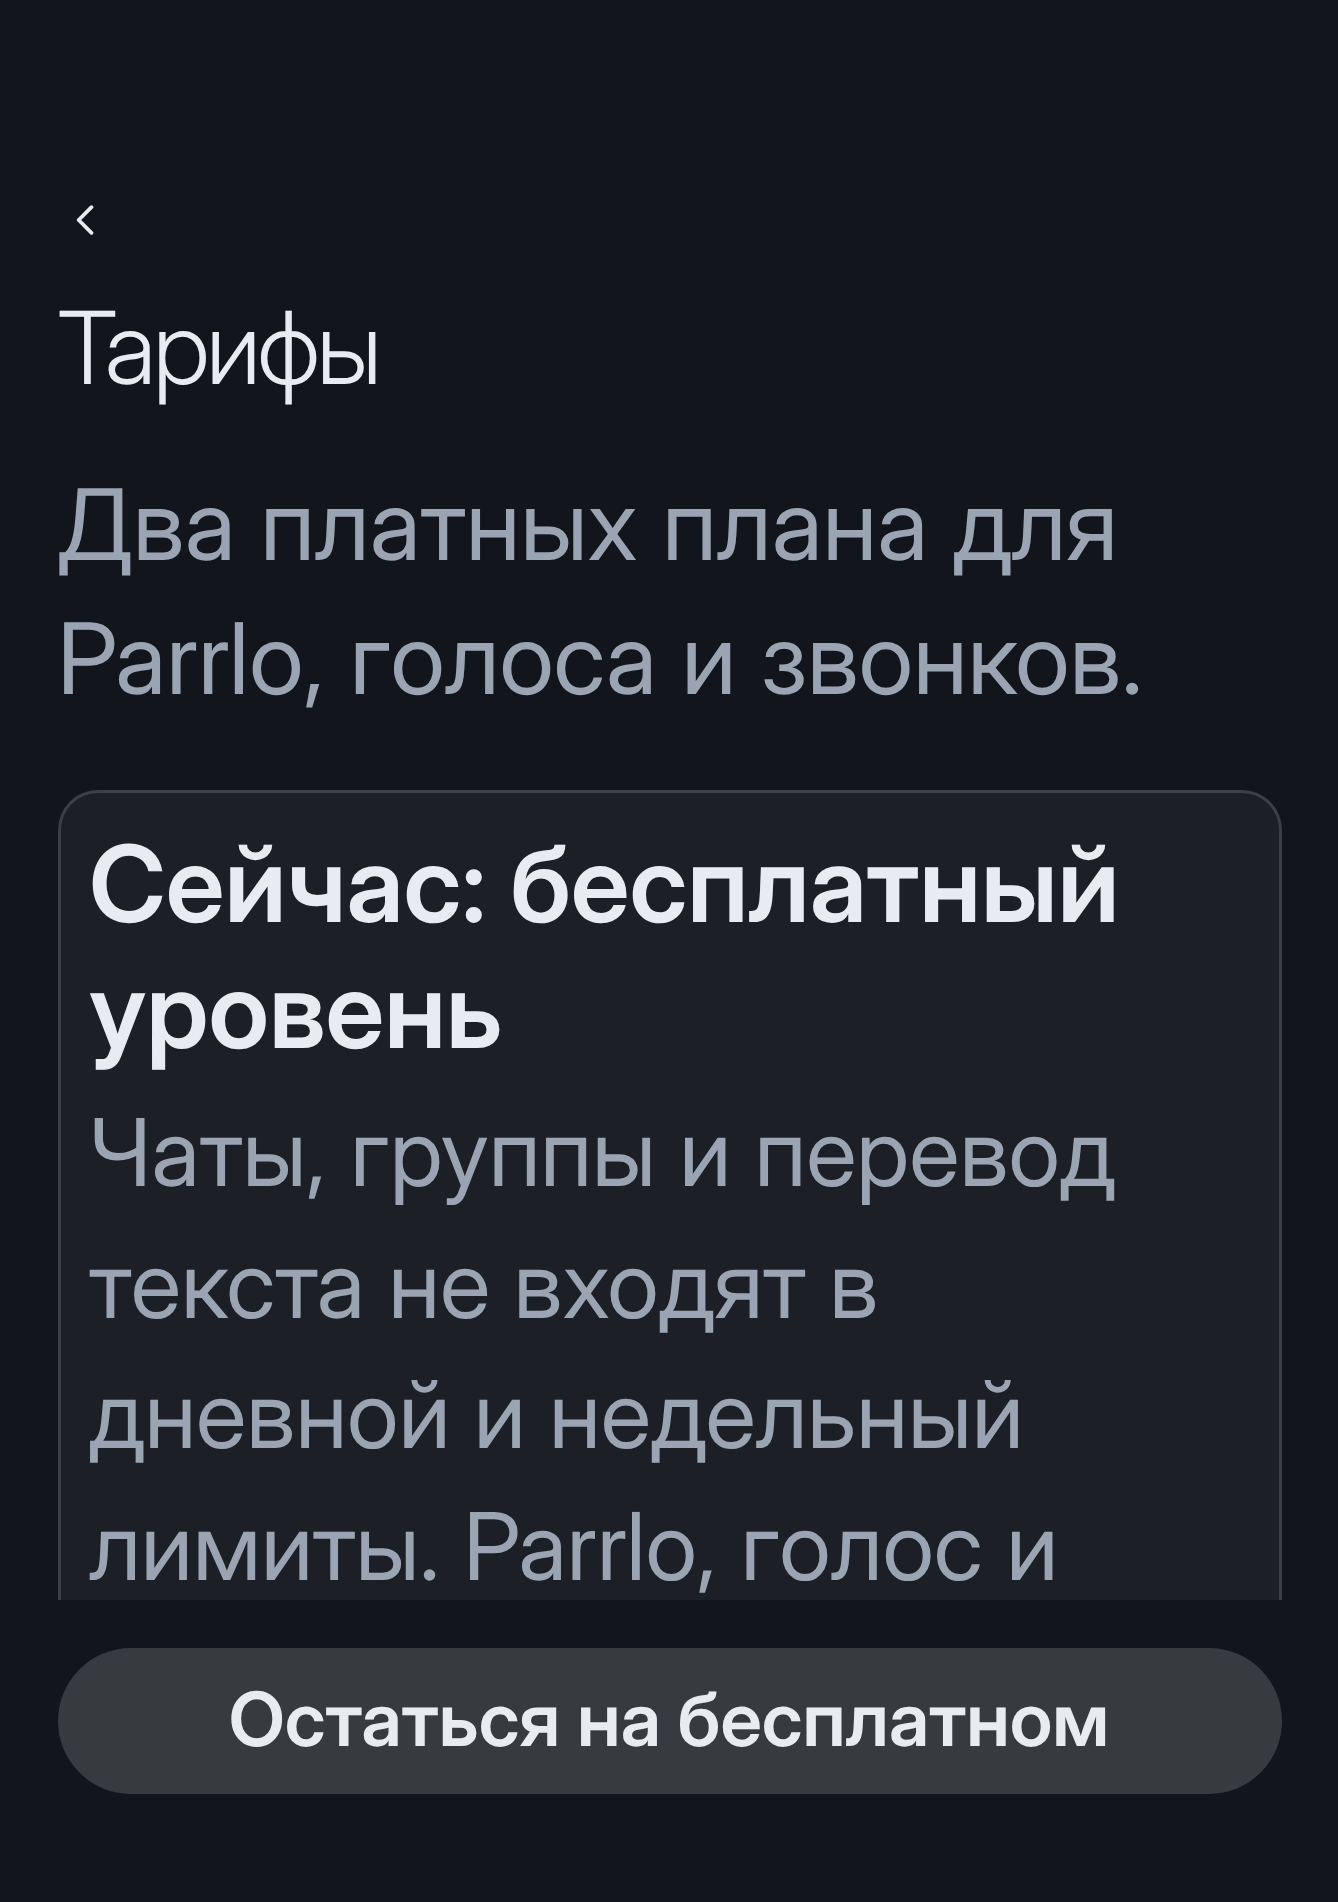 Тарифы
Два платных плана для
Parrlo, голоса и звонков.
Сейчас: бесплатный
уровень
Чаты, группы и перевод
текста не входят в
дневной и недельный
лимиты. Parrlo, голос и
Остаться на бесплатном